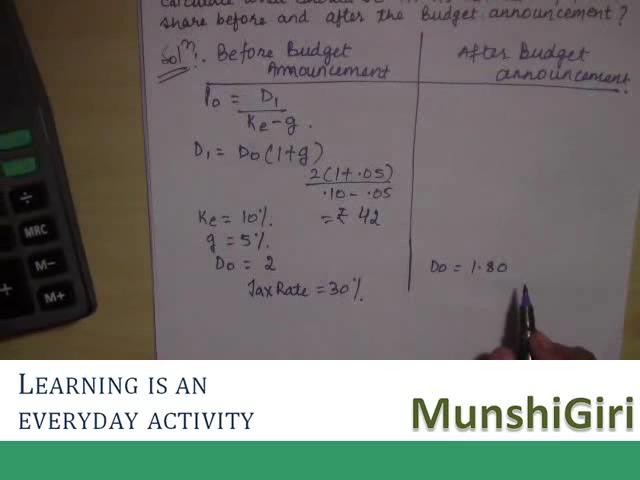 share before and after the Budget announcement?
Solⁿ:. Before Budget Announcement
After Budget announcement
P0 = D1 / Ke - g.
D1 = D0 (1 + g)
2 (1 + .05) / .10 - .05
Ke = 10%. = ₹ 42
g = 5%.
D0 = 2
D0 = 1.80
Tax Rate = 30%.
÷
MRC
M-
+
M+
LEARNING IS AN
EVERYDAY ACTIVITY
MunshiGiri